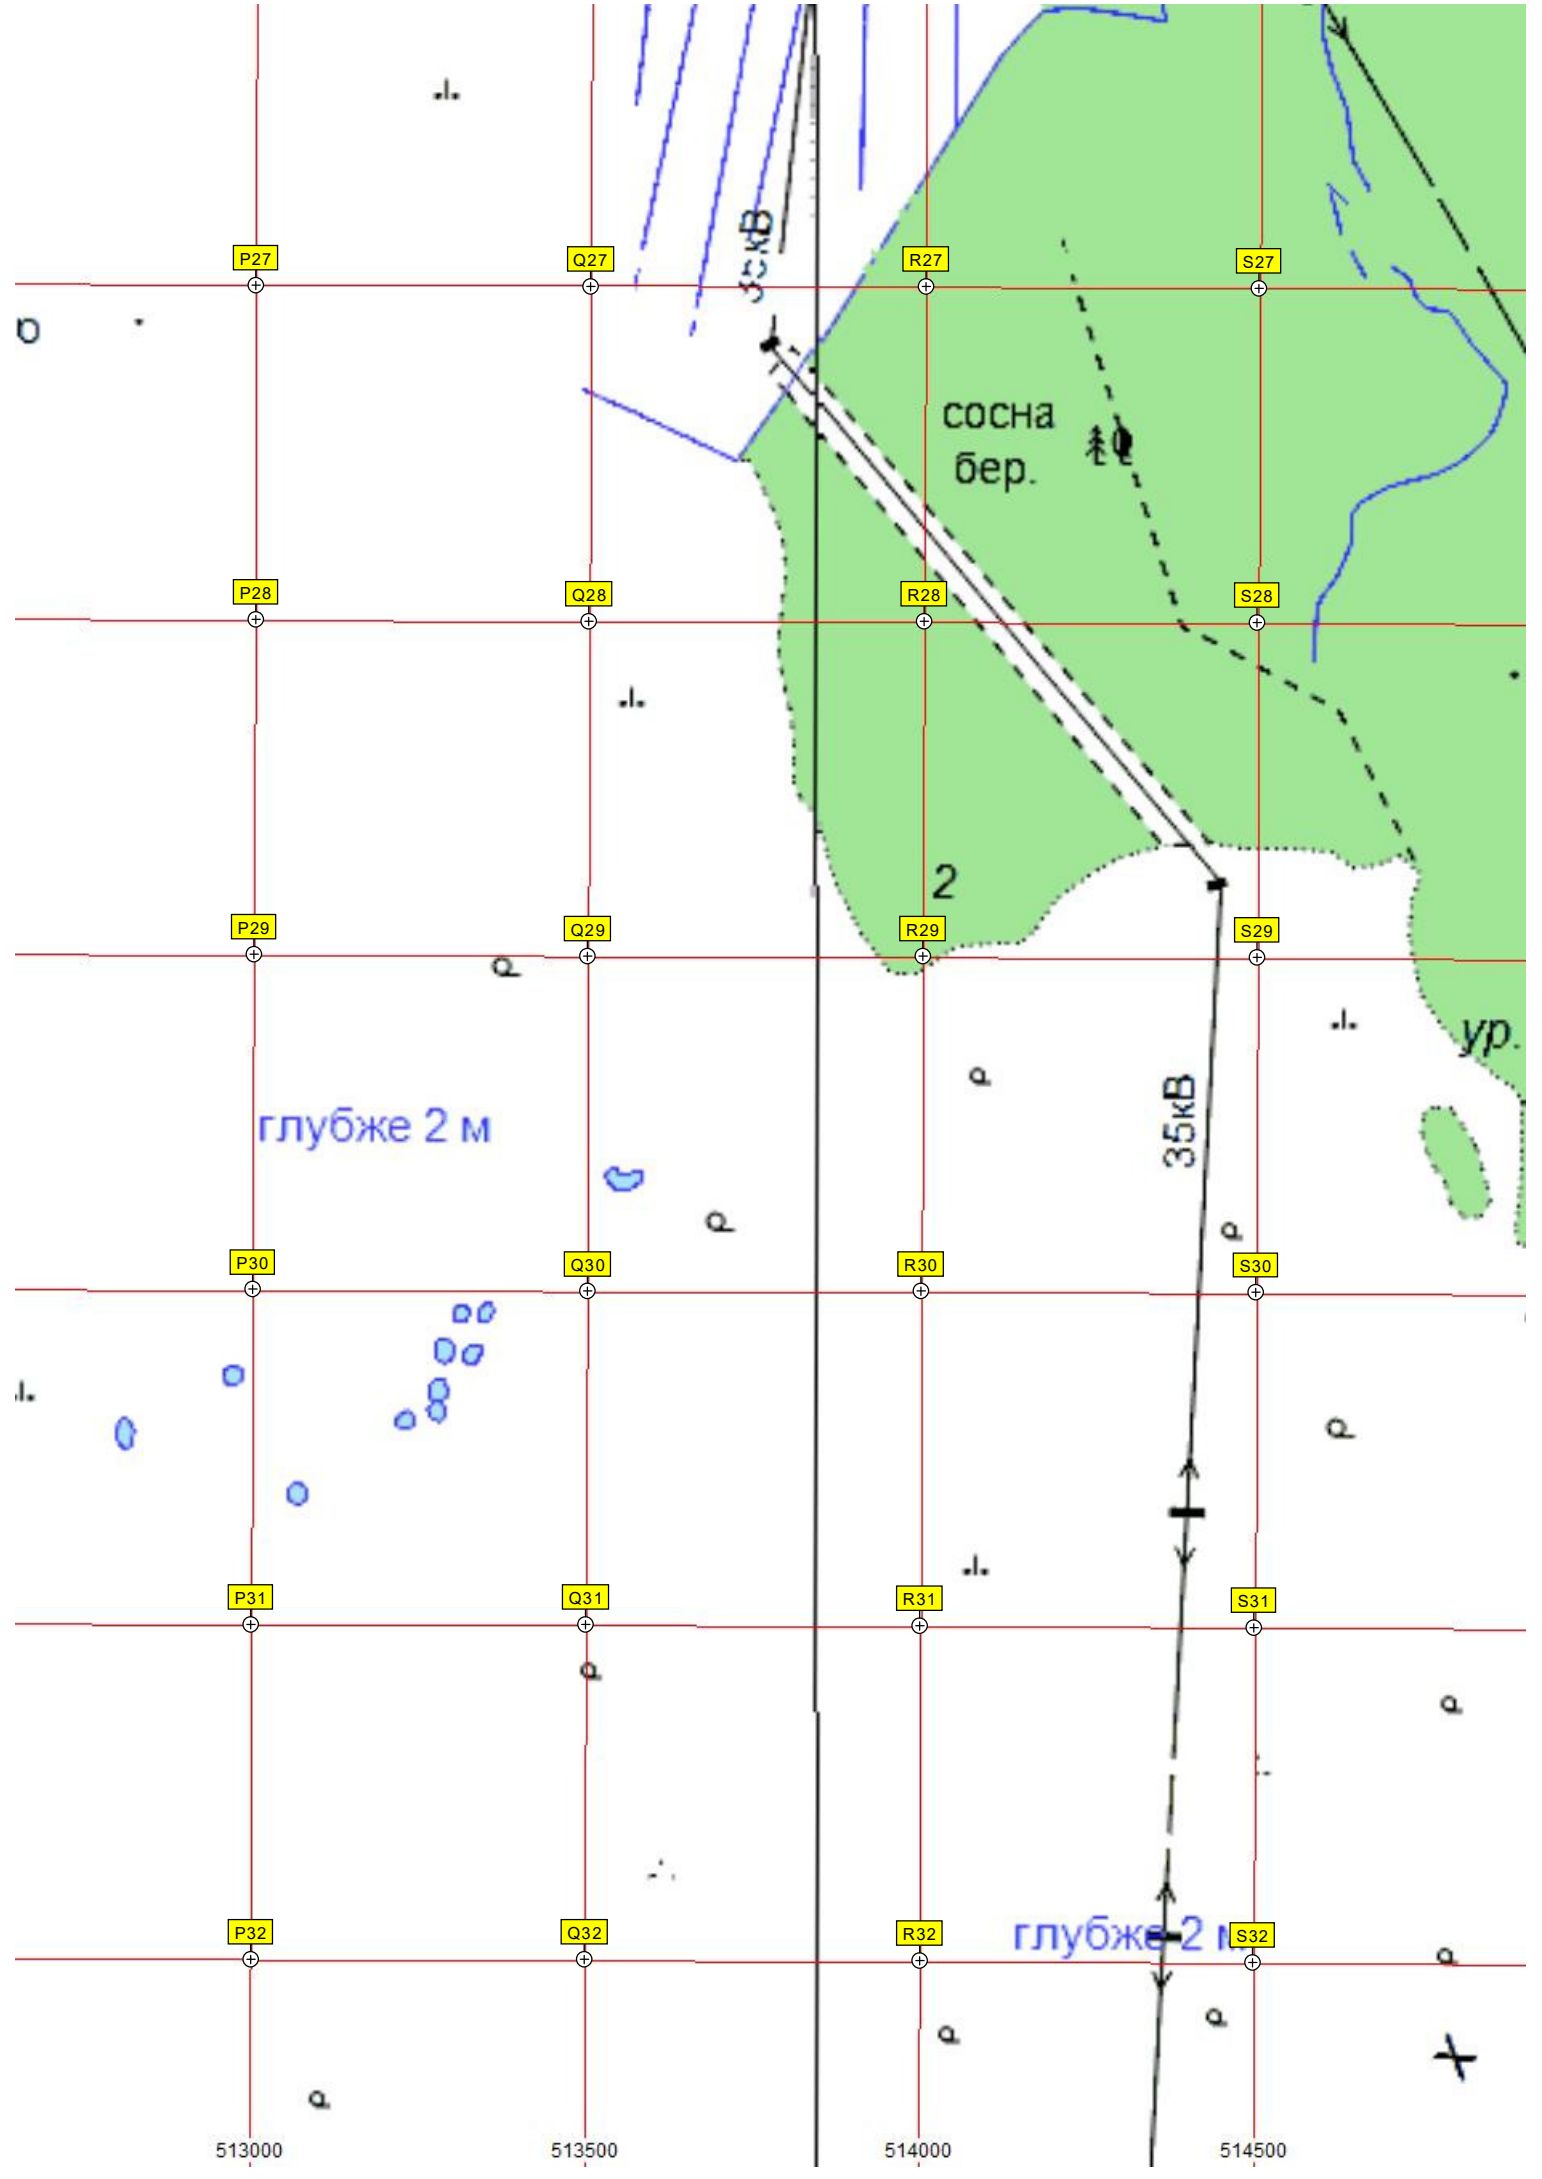 35кВ
P27
Q27
R27
S27
сосна
бер.
P28
Q28
R28
S28
2
P29
Q29
R29
S29
ур.
35кВ
глубже 2 м
P30
Q30
R30
S30
P31
Q31
R31
S31
глубже 2 м
P32
Q32
R32
S32
513000
513500
514000
514500